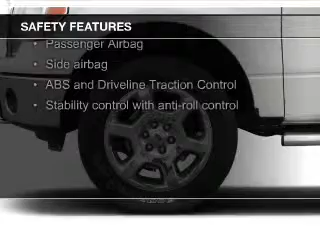 SAFETY FEATURES
• Passenger Airbag
• Side airbag
• ABS and Driveline Traction Control
• Stability control with anti-roll control